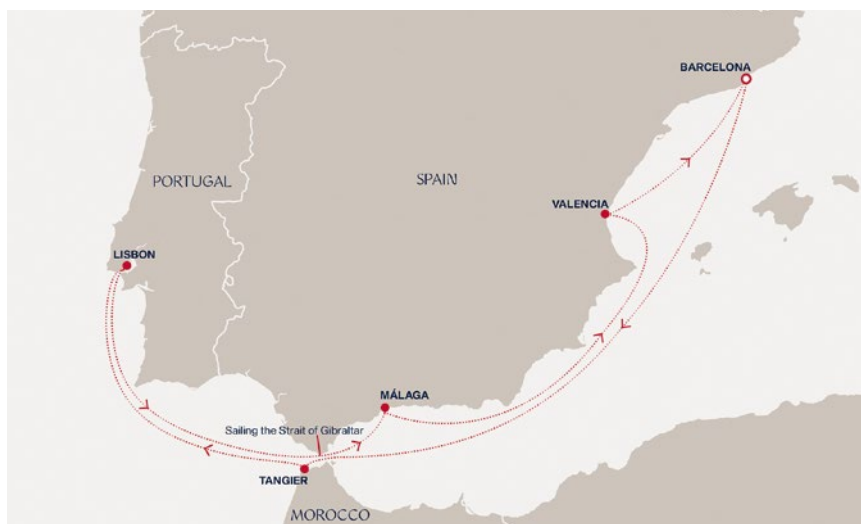 BARCELONA
PORTUGAL
SPAIN
VALENCIA
LISBON
MÁLAGA
Sailing the Strait of Gibraltar
TANGIER
MOROCCO